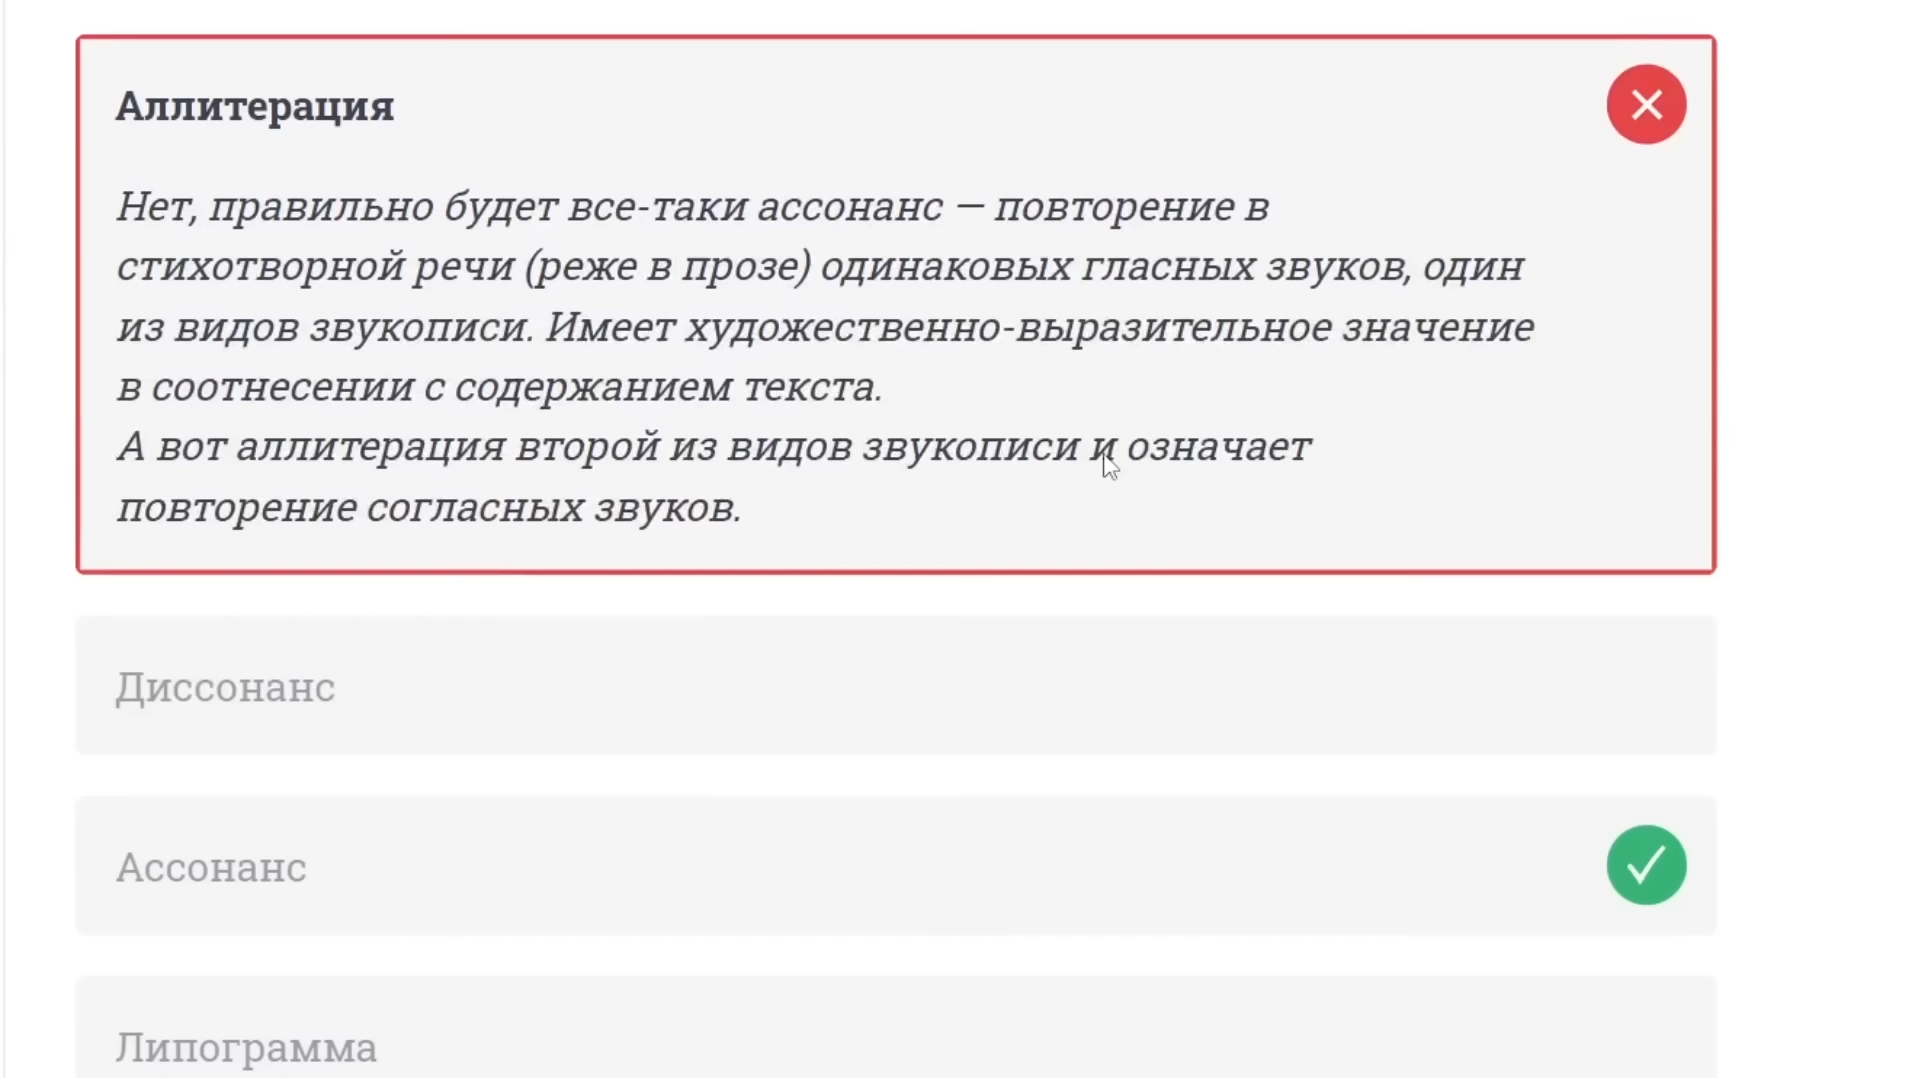 Аллитерация
Нет, правильно будет все-таки ассонанс — повторение в
стихотворной речи (реже в прозе) одинаковых гласных звуков, один
из видов звукописи. Имеет художественно-выразительное значение
в соотнесении с содержанием текста.
А вот аллитерация второй из видов звукописи и означает
повторение согласных звуков.
Диссонанс
Ассонанс
Липограмма